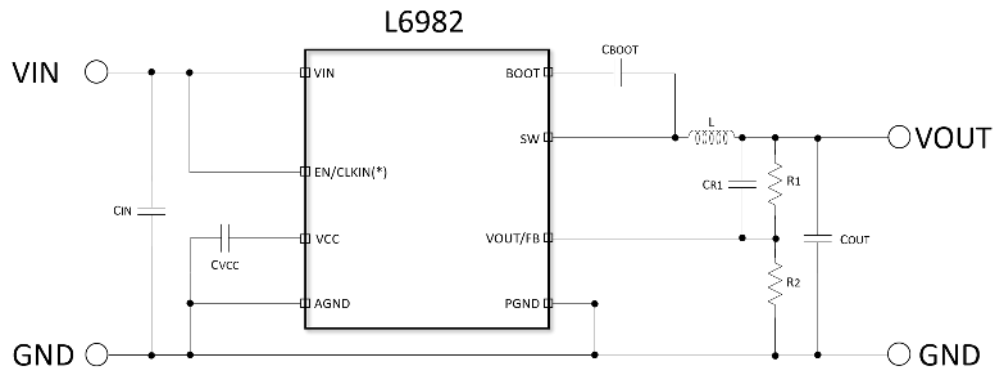 L6982
VIN
VIN
BOOT
CBOOT
SW
L
VOUT
EN/CLKIN(*)
CR1
R1
CIN
VCC
CVCC
VOUT/FB
COUT
R2
AGND
PGND
GND
GND